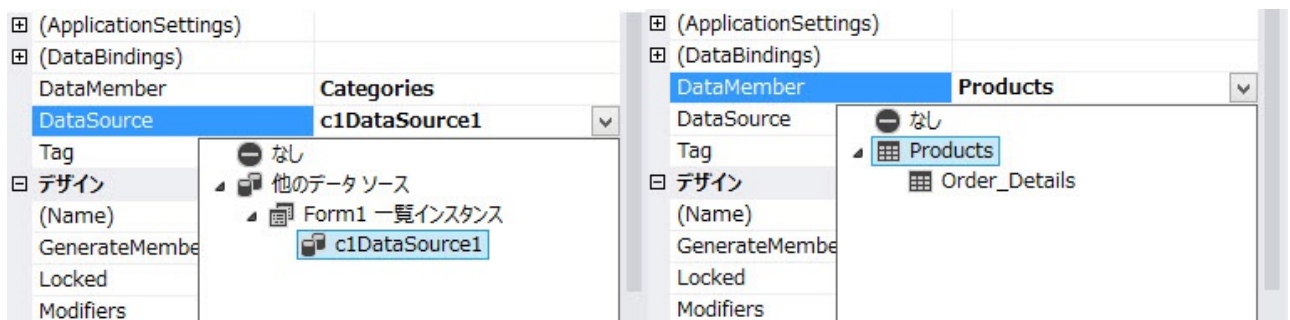 (ApplicationSettings)
(DataBindings)
DataMember Categories
DataSource c1DataSource1
Tag
なし
デザイン
他のデータ ソース
(Name)
Form1 一覧インスタンス
GenerateMembe
c1DataSource1
Locked
Modifiers
(ApplicationSettings)
(DataBindings)
DataMember Products
DataSource
なし
Tag
Products
デザイン
Order_Details
(Name)
GenerateMembe
Locked
Modifiers